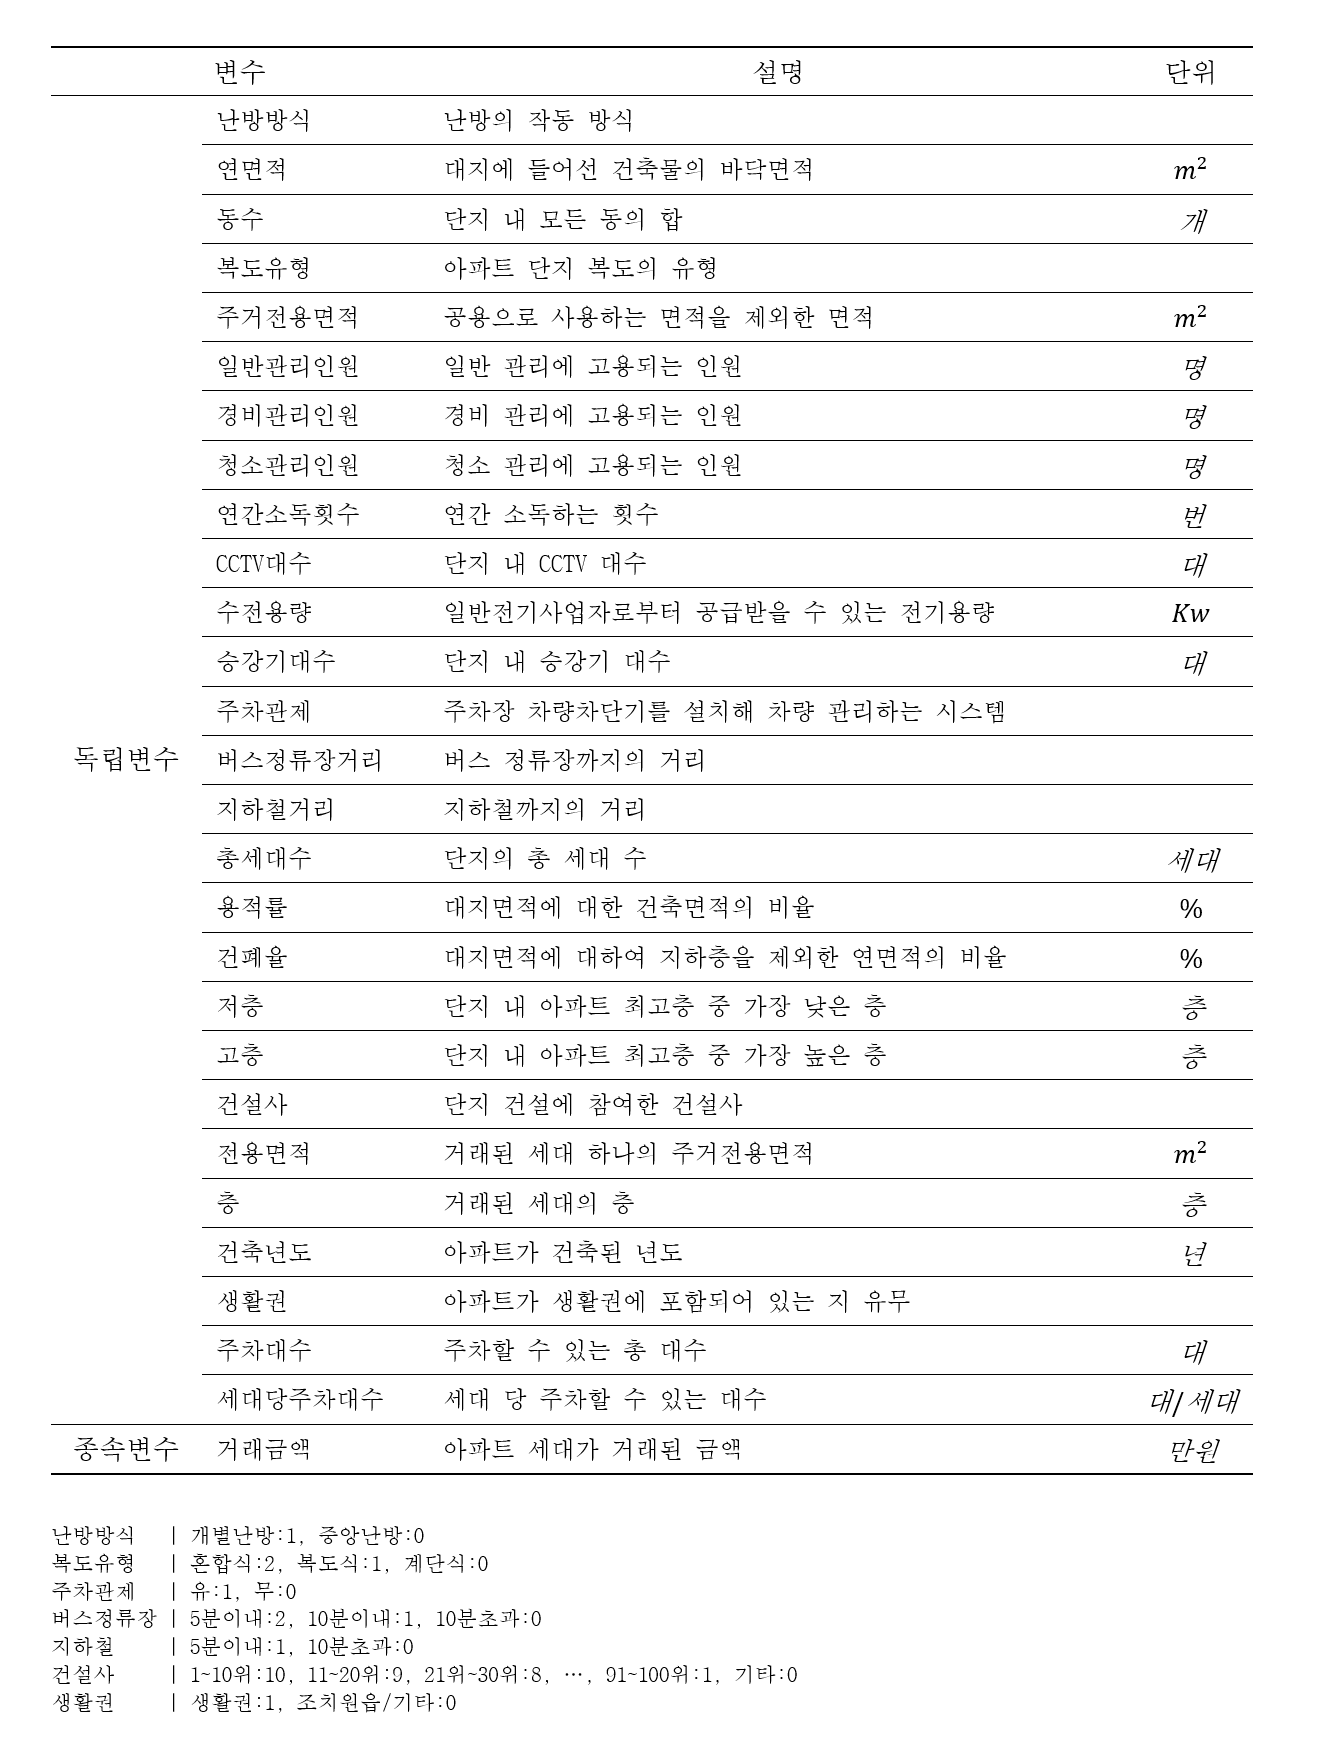 변수 설명 단위
난방방식 난방의 작동 방식
연면적 대지에 들어선 건축물의 바닥면적 m²
동수 단지 내 모든 동의 합 개
복도유형 아파트 단지 복도의 유형
주거전용면적 공용으로 사용하는 면적을 제외한 면적 m²
일반관리인원 일반 관리에 고용되는 인원 명
경비관리인원 경비 관리에 고용되는 인원 명
청소관리인원 청소 관리에 고용되는 인원 명
연간소독횟수 연간 소독하는 횟수 번
CCTV대수 단지 내 CCTV 대수 대
수전용량 일반전기사업자로부터 공급받을 수 있는 전기용량 Kw
승강기대수 단지 내 승강기 대수 대
주차관제 주차장 차량차단기를 설치해 차량 관리하는 시스템
독립변수 버스정류장거리 버스 정류장까지의 거리
지하철거리 지하철까지의 거리
총세대수 단지의 총 세대 수 세대
용적률 대지면적에 대한 건축면적의 비율 %
건폐율 대지면적에 대하여 지하층을 제외한 연면적의 비율 %
저층 단지 내 아파트 최고층 중 가장 낮은 층 층
고층 단지 내 아파트 최고층 중 가장 높은 층 층
건설사 단지 건설에 참여한 건설사
전용면적 거래된 세대 하나의 주거전용면적 m²
층 거래된 세대의 층 층
건축년도 아파트가 건축된 년도 년
생활권 아파트가 생활권에 포함되어 있는 지 유무
주차대수 주차할 수 있는 총 대수 대
세대당주차대수 세대 당 주차할 수 있는 대수 대/세대
종속변수 거래금액 아파트 세대가 거래된 금액 만원
난방방식 | 개별난방:1, 중앙난방:0
복도유형 | 혼합식:2, 복도식:1, 계단식:0
주차관제 | 유:1, 무:0
버스정류장 | 5분이내:2, 10분이내:1, 10분초과:0
지하철 | 5분이내:1, 10분초과:0
건설사 | 1~10위:10, 11~20위:9, 21위~30위:8, …, 91~100위:1, 기타:0
생활권 | 생활권:1, 조치원읍/기타:0